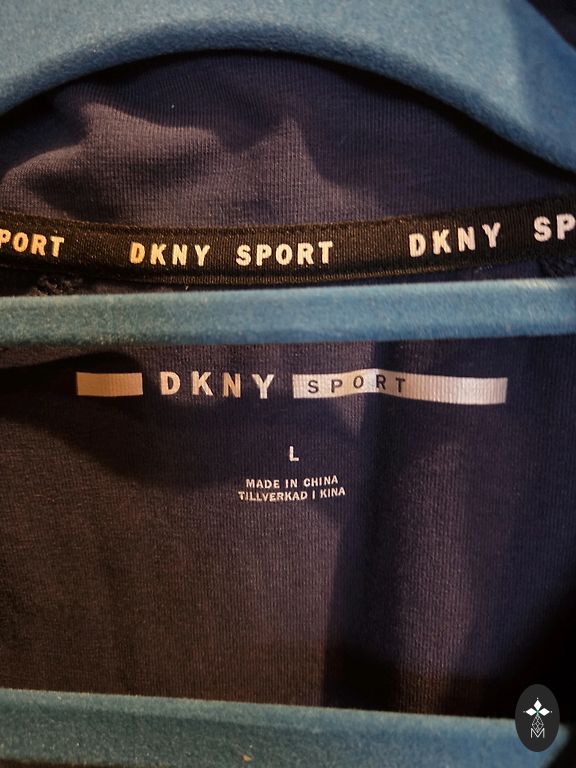 PORT DKNY SPORT DKNY SP
DKNY SPORT
L
MADE IN CHINA
TILLVERKAD I KINA
M